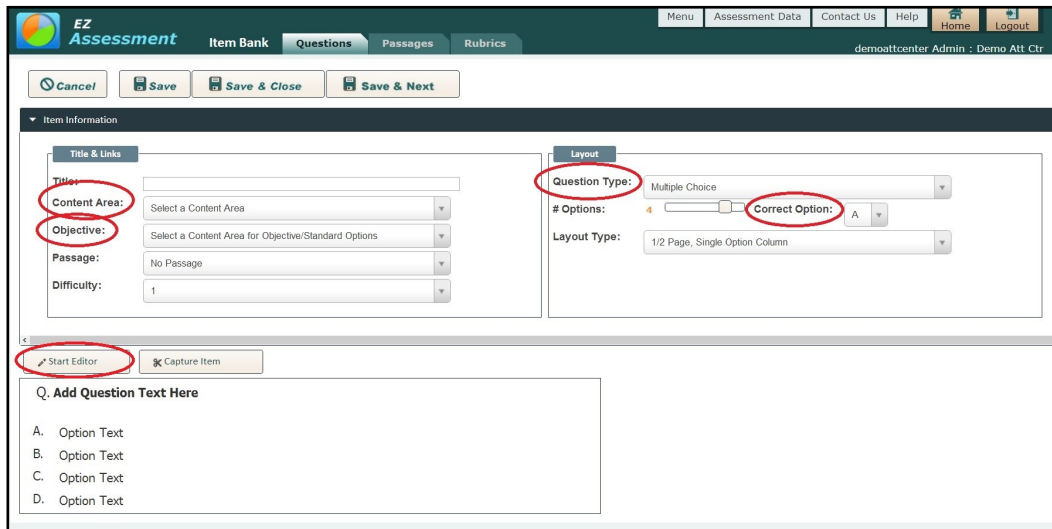 EZ
Assessment
Item Bank
Questions
Passages
Rubrics
Menu
Assessment Data
Contact Us
Help
Home
Logout
demoattcenter Admin : Demo Att Ctr
Cancel
Save
Save & Close
Save & Next
Item Information
Title & Links
Title:
Content Area:
Select a Content Area
Objective:
Select a Content Area for Objective/Standard Options
Passage:
No Passage
Difficulty:
1
Layout
Question Type:
Multiple Choice
# Options:
4
Correct Option:
A
Layout Type:
1/2 Page, Single Option Column
Start Editor
Capture Item
Q. Add Question Text Here
A. Option Text
B. Option Text
C. Option Text
D. Option Text